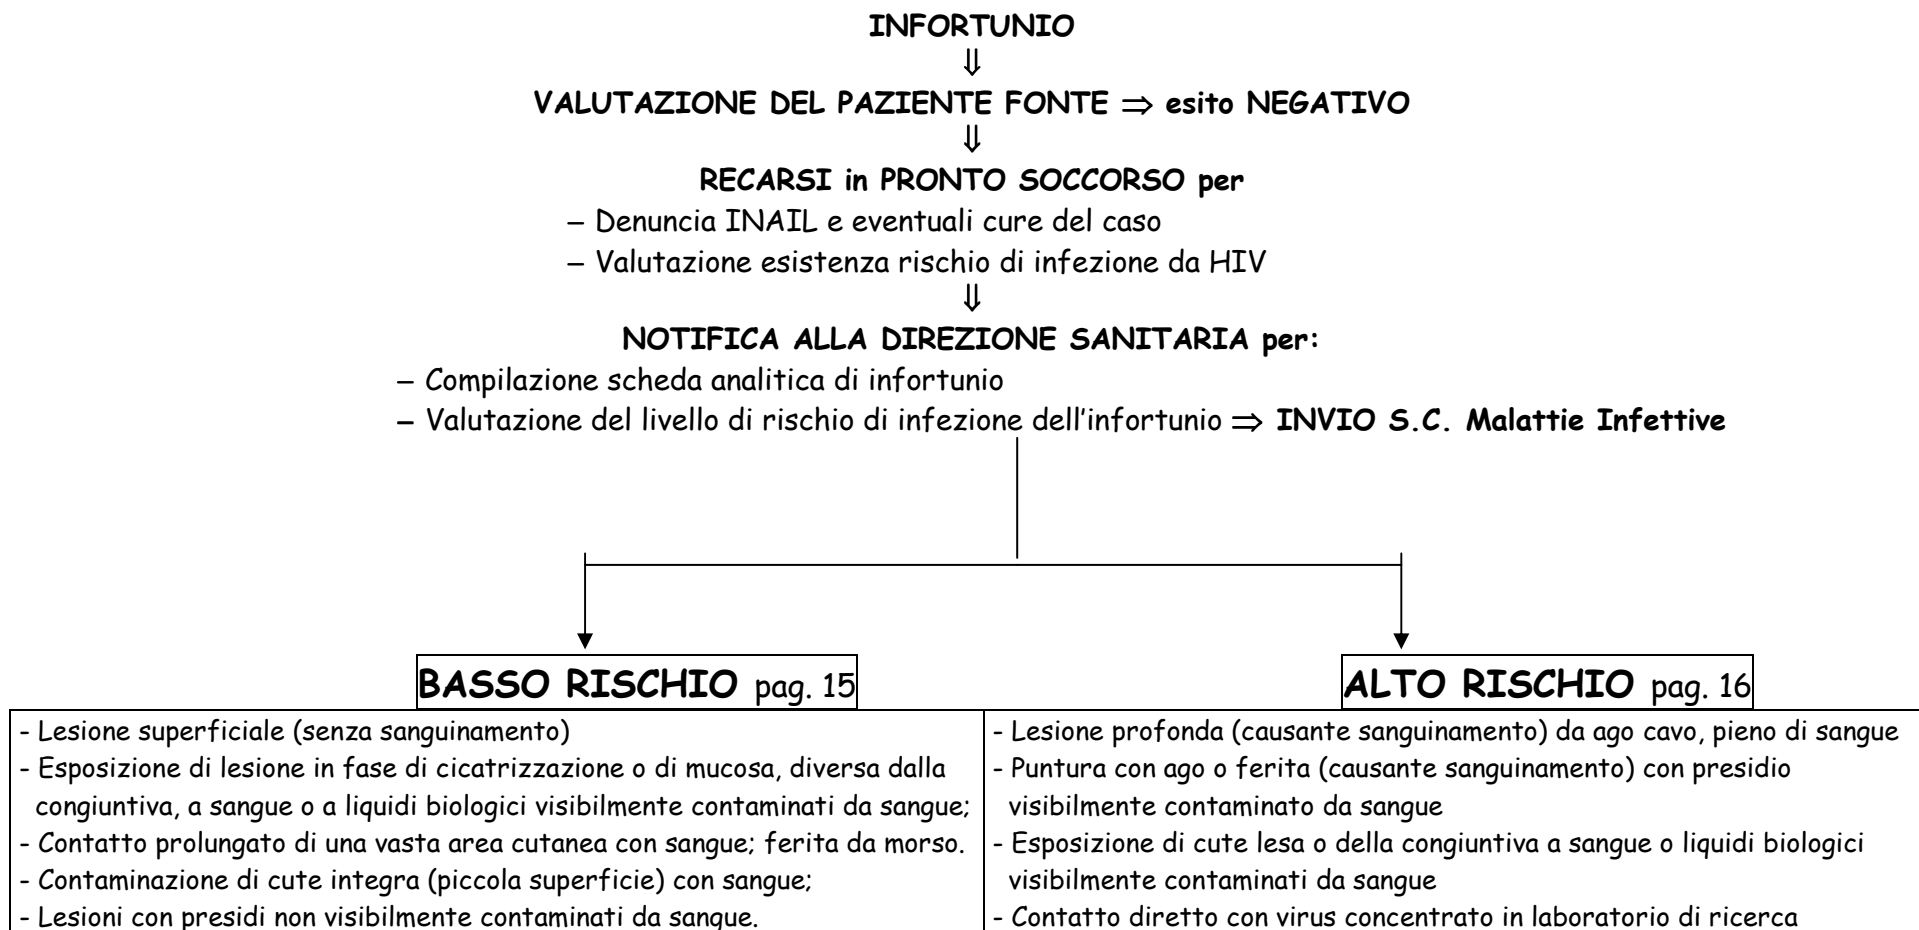 INFORTUNIO
⇓
VALUTAZIONE DEL PAZIENTE FONTE ⇒ esito NEGATIVO
⇓
RECARSI in PRONTO SOCCORSO per
– Denuncia INAIL e eventuali cure del caso
– Valutazione esistenza rischio di infezione da HIV
⇓
NOTIFICA ALLA DIREZIONE SANITARIA per:
– Compilazione scheda analitica di infortunio
– Valutazione del livello di rischio di infezione dell'infortunio ⇒ INVIO S.C. Malattie Infettive
BASSO RISCHIO pag. 15
- Lesione superficiale (senza sanguinamento)
- Esposizione di lesione in fase di cicatrizzazione o di mucosa, diversa dalla
congiuntiva, a sangue o a liquidi biologici visibilmente contaminati da sangue;
- Contatto prolungato di una vasta area cutanea con sangue; ferita da morso.
- Contaminazione di cute integra (piccola superficie) con sangue;
- Lesioni con presidi non visibilmente contaminati da sangue.
ALTO RISCHIO pag. 16
- Lesione profonda (causante sanguinamento) da ago cavo, pieno di sangue
- Puntura con ago o ferita (causante sanguinamento) con presidio
visibilmente contaminato da sangue
- Esposizione di cute lesa o della congiuntiva a sangue o liquidi biologici
visibilmente contaminati da sangue
- Contatto diretto con virus concentrato in laboratorio di ricerca